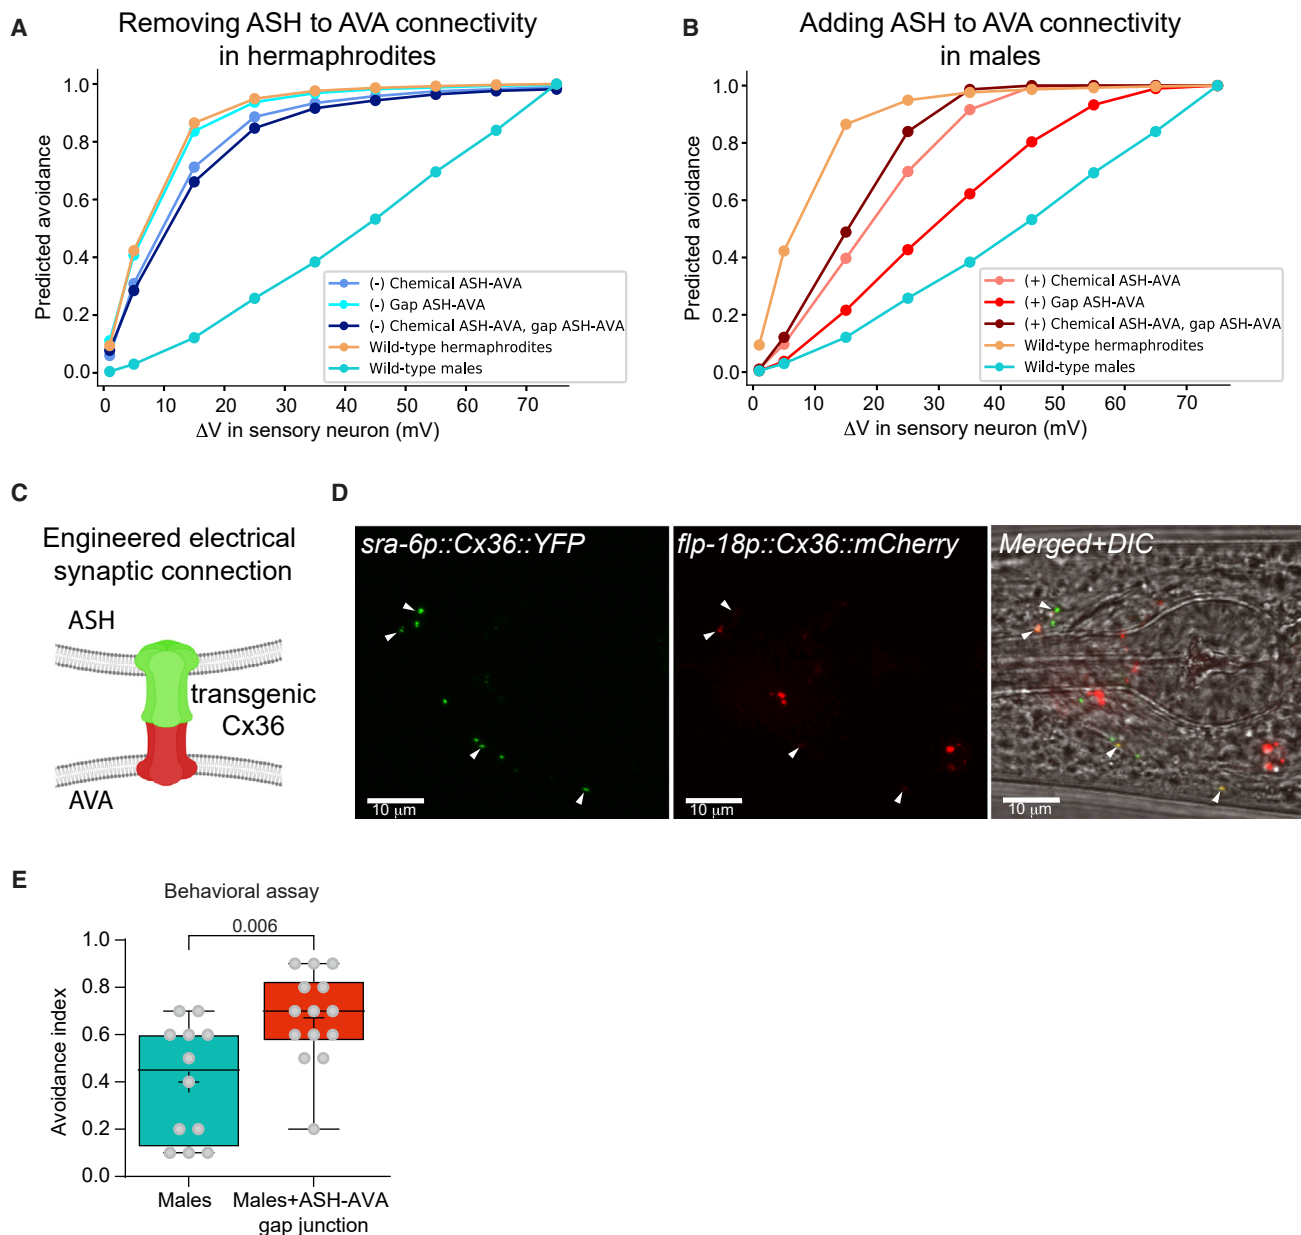 A
Removing ASH to AVA connectivity
in hermaphrodites
Predicted avoidance
1.0
0.8
0.6
0.4
0.2
0.0
0
10
20
30
40
50
60
70
ΔV in sensory neuron (mV)
(-) Chemical ASH-AVA
(-) Gap ASH-AVA
(-) Chemical ASH-AVA, gap ASH-AVA
Wild-type hermaphrodites
Wild-type males
B
Adding ASH to AVA connectivity
in males
Predicted avoidance
1.0
0.8
0.6
0.4
0.2
0.0
0
10
20
30
40
50
60
70
ΔV in sensory neuron (mV)
(+) Chemical ASH-AVA
(+) Gap ASH-AVA
(+) Chemical ASH-AVA, gap ASH-AVA
Wild-type hermaphrodites
Wild-type males
C
Engineered electrical
synaptic connection
ASH
transgenic
Cx36
AVA
D
sra-6p::Cx36::YFP
10 μm
flp-18p::Cx36::mCherry
10 μm
Merged+DIC
10 μm
E
Behavioral assay
0.006
Avoidance index
1.0
0.8
0.6
0.4
0.2
0.0
Males
Males+ASH-AVA
gap junction